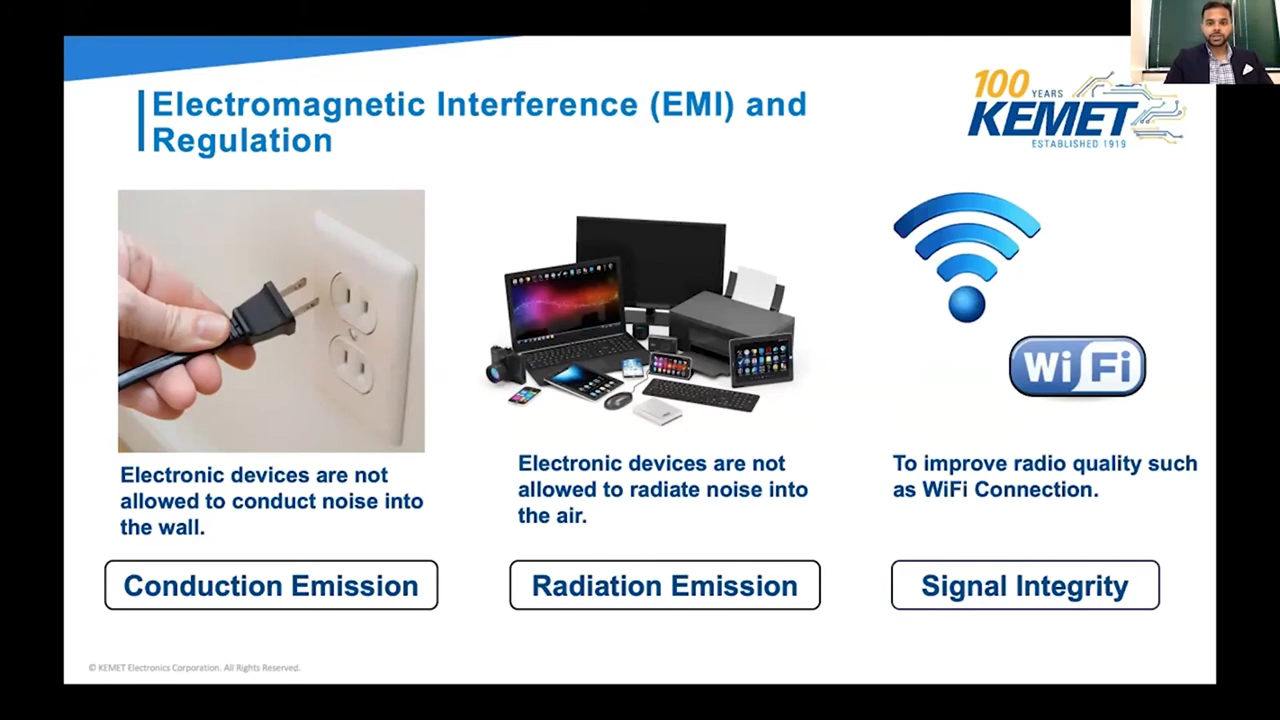 Electromagnetic Interference (EMI) and
Regulation
100
YEARS
KEMET
ESTABLISHED 1919
WiFi
Electronic devices are not
allowed to conduct noise into
the wall.
Electronic devices are not
allowed to radiate noise into
the air.
To improve radio quality such
as WiFi Connection.
Conduction Emission
Radiation Emission
Signal Integrity
© KEMET Electronics Corporation. All Rights Reserved.